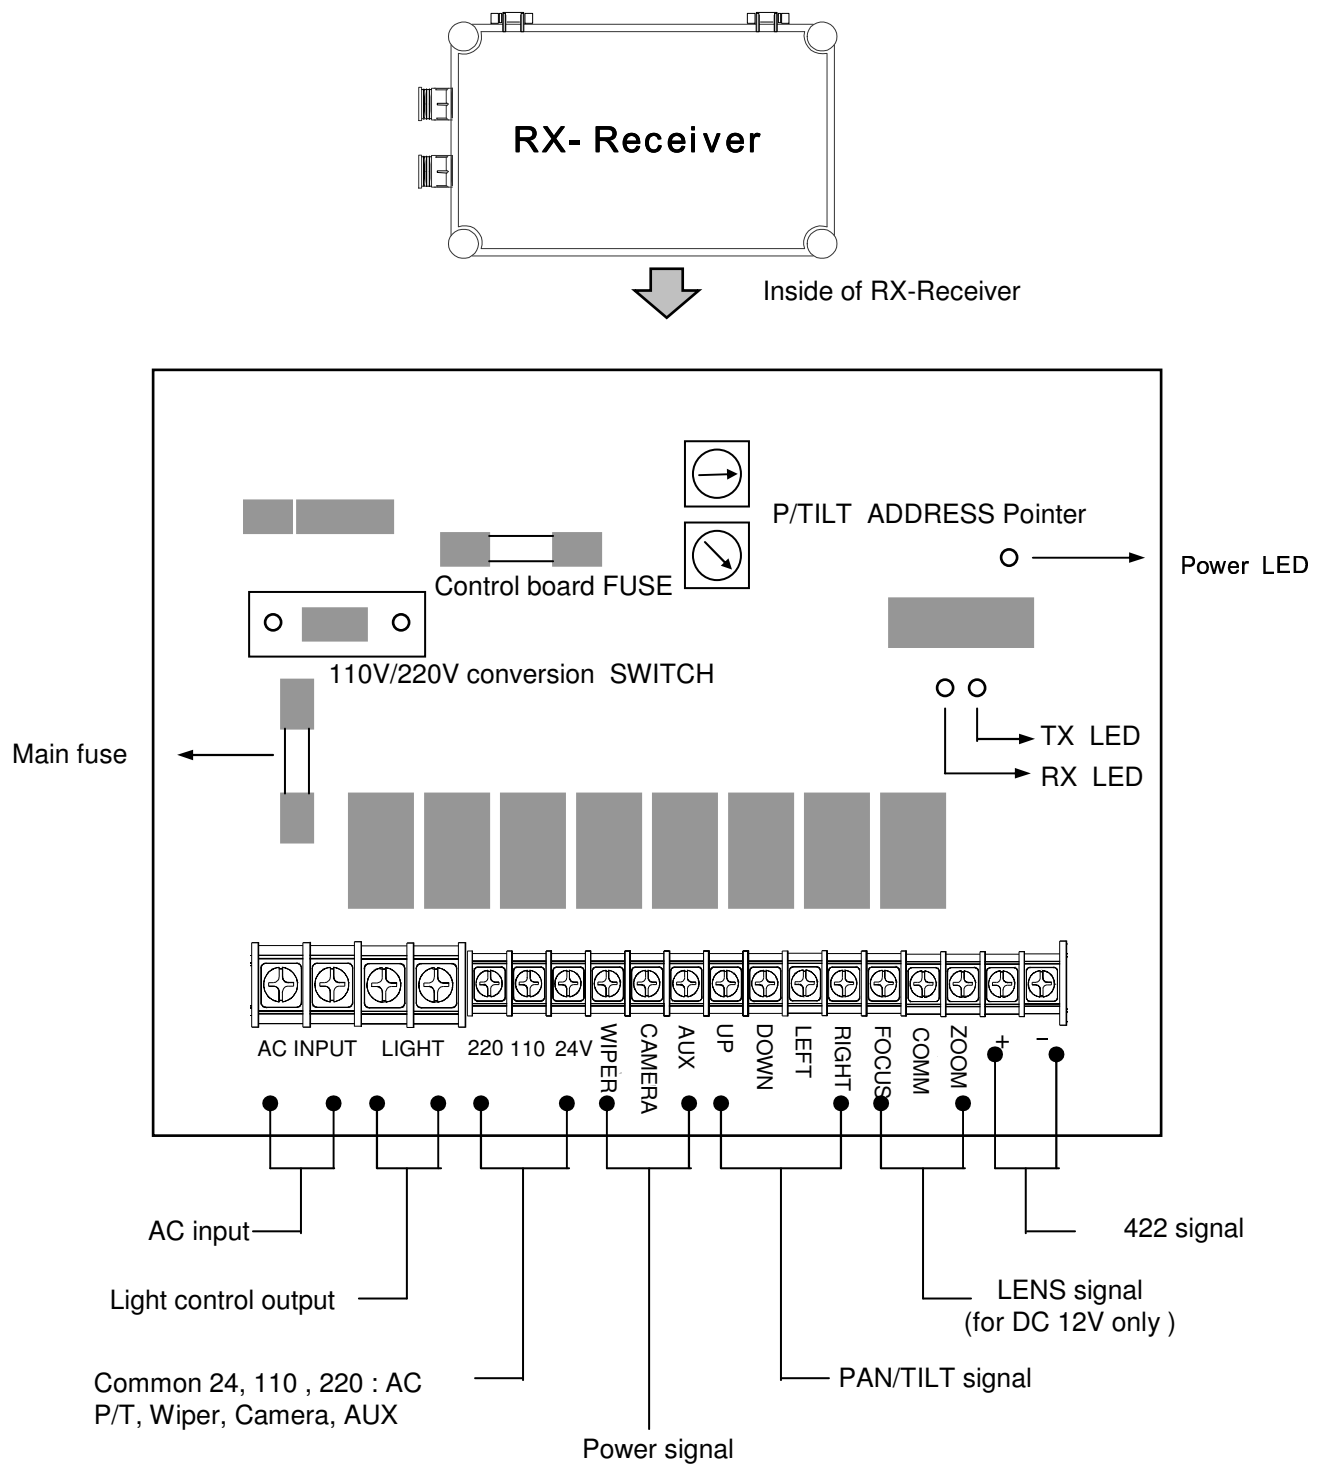 RX- Receiver
Inside of RX-Receiver
P/TILT ADDRESS Pointer
Power LED
Control board FUSE
110V/220V conversion SWITCH
Main fuse
TX LED
RX LED
AC INPUT
LIGHT
220 110 24V
WIPER
CAMERA
AUX
UP
DOWN
LEFT
RIGHT
FOCUS
COMM
ZOOM
+
−
AC input
422 signal
Light control output
LENS signal
(for DC 12V only )
Common 24, 110 , 220 : AC
P/T, Wiper, Camera, AUX
PAN/TILT signal
Power signal